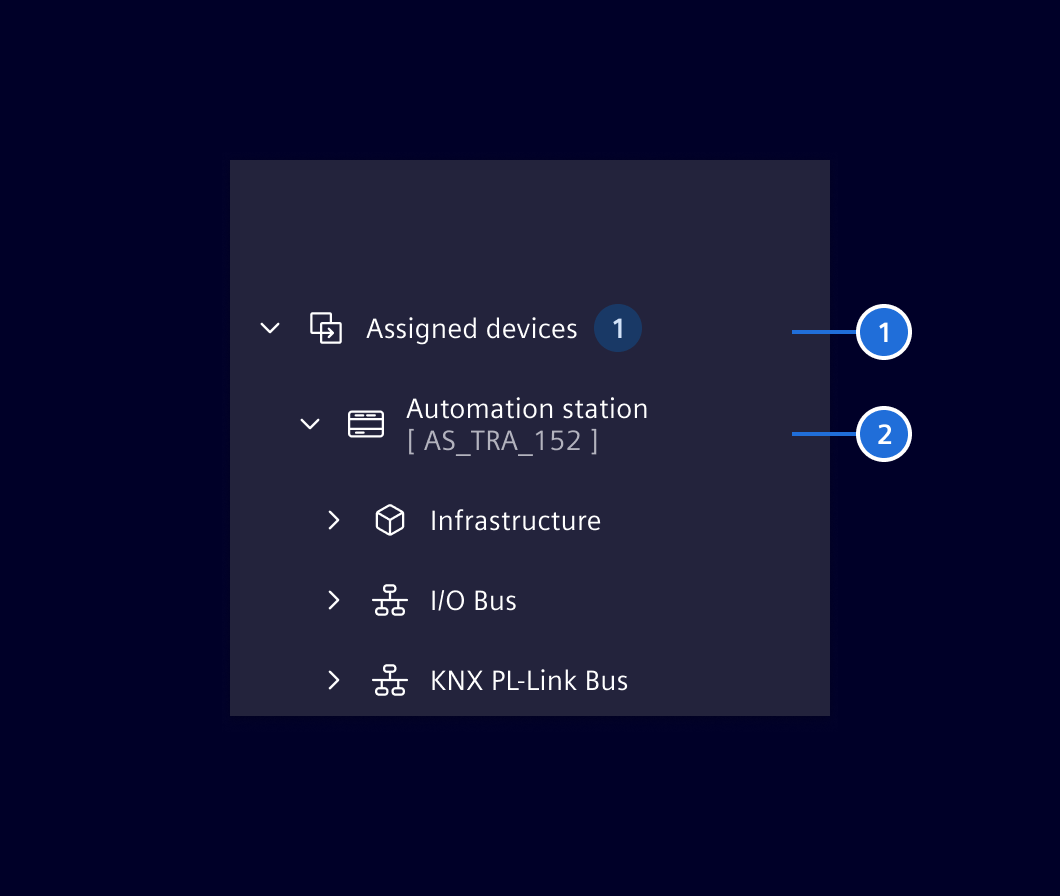 Assigned devices 1
1
Automation station
[ AS_TRA_152 ]
2
Infrastructure
I/O Bus
KNX PL-Link Bus